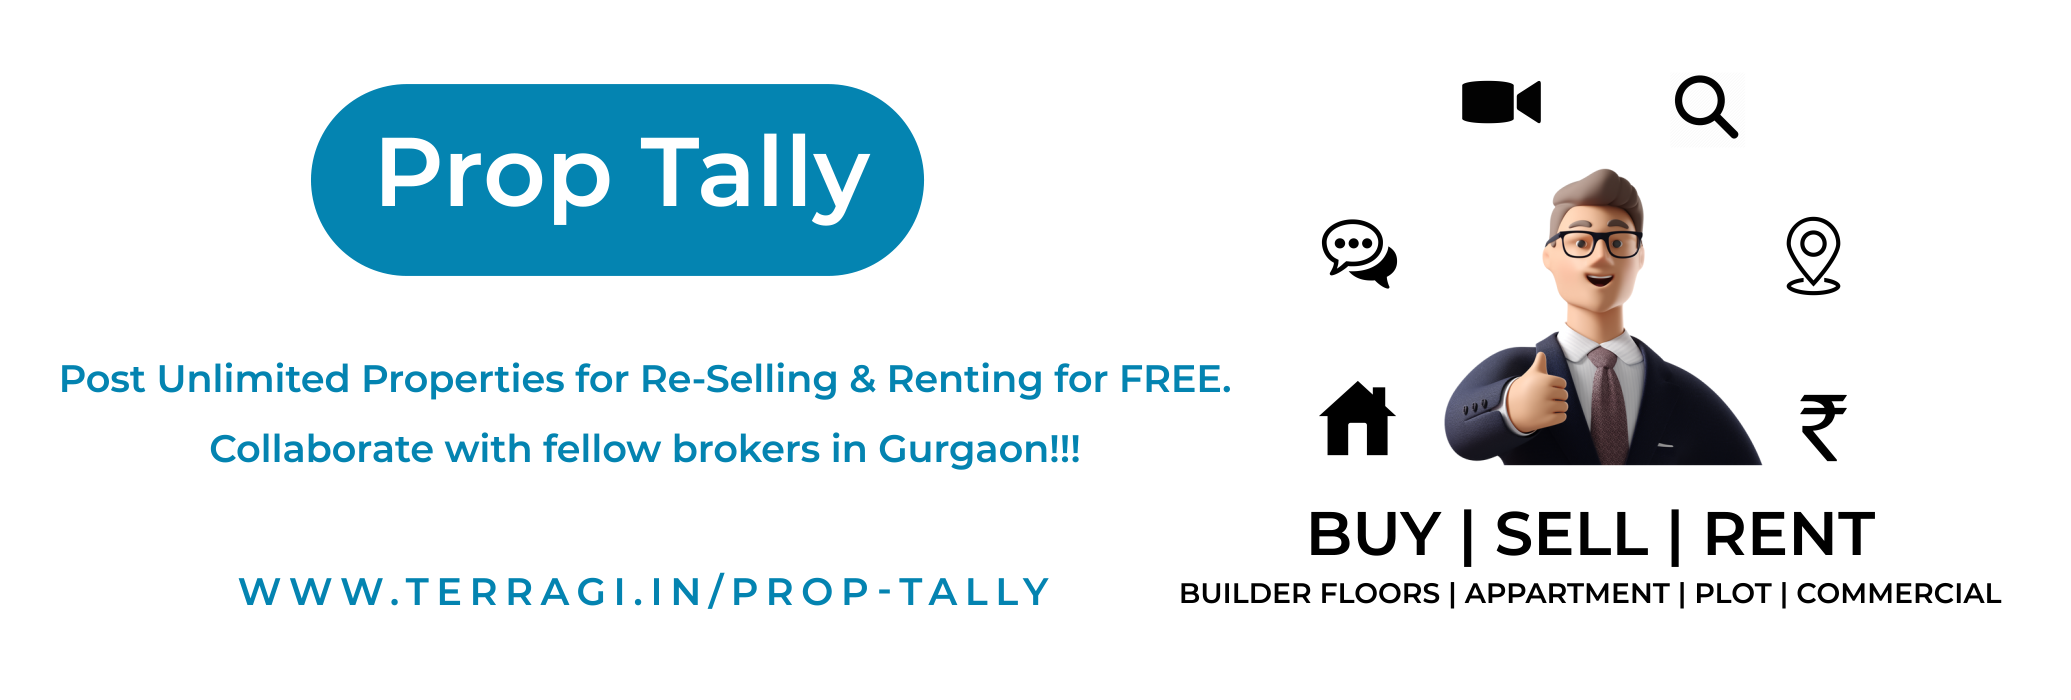 Prop Tally
Post Unlimited Properties for Re-Selling & Renting for FREE.
Collaborate with fellow brokers in Gurgaon!!!
WWW.TERRAGI.IN/PROP-TALLY
₹
BUY | SELL | RENT
BUILDER FLOORS | APPARTMENT | PLOT | COMMERCIAL